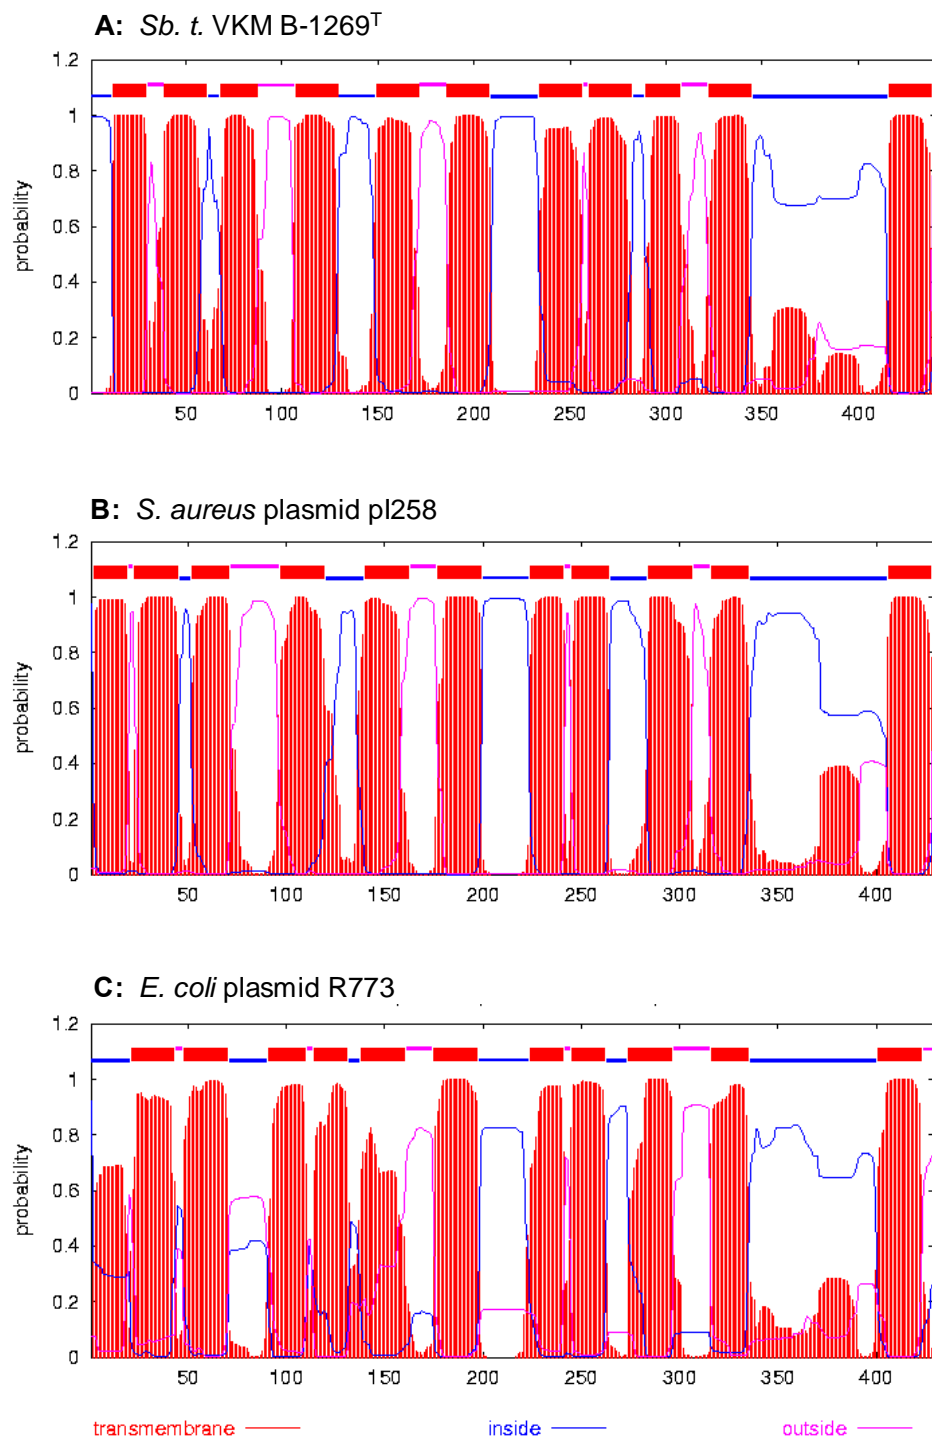 A: Sb. t. VKM B-1269T
1.2
1
0.8
0.6
0.4
0.2
0
probability
50 100 150 200 250 300 350 400
B: S. aureus plasmid pI258
1.2
1
0.8
0.6
0.4
0.2
0
probability
50 100 150 200 250 300 350 400
C: E. coli plasmid R773
1.2
1
0.8
0.6
0.4
0.2
0
probability
50 100 150 200 250 300 350 400
transmembrane inside outside